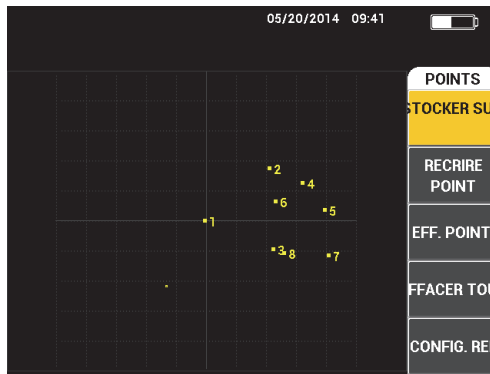 05/20/2014 09:41
POINTS
STOCKER SU
RECRIRE
POINT
2
4
6
5
1
3
8
7
EFF. POINT
FFACER TOU
CONFIG. RE